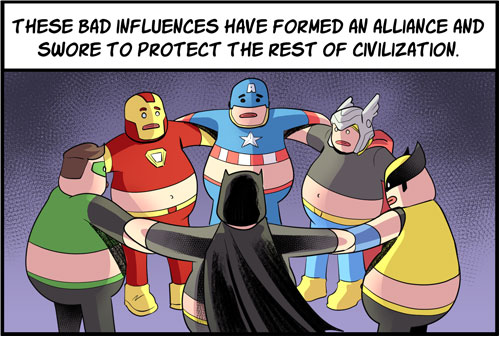 THESE BAD INFLUENCES HAVE FORMED AN ALLIANCE AND
SWORE TO PROTECT THE REST OF CIVILIZATION.
A